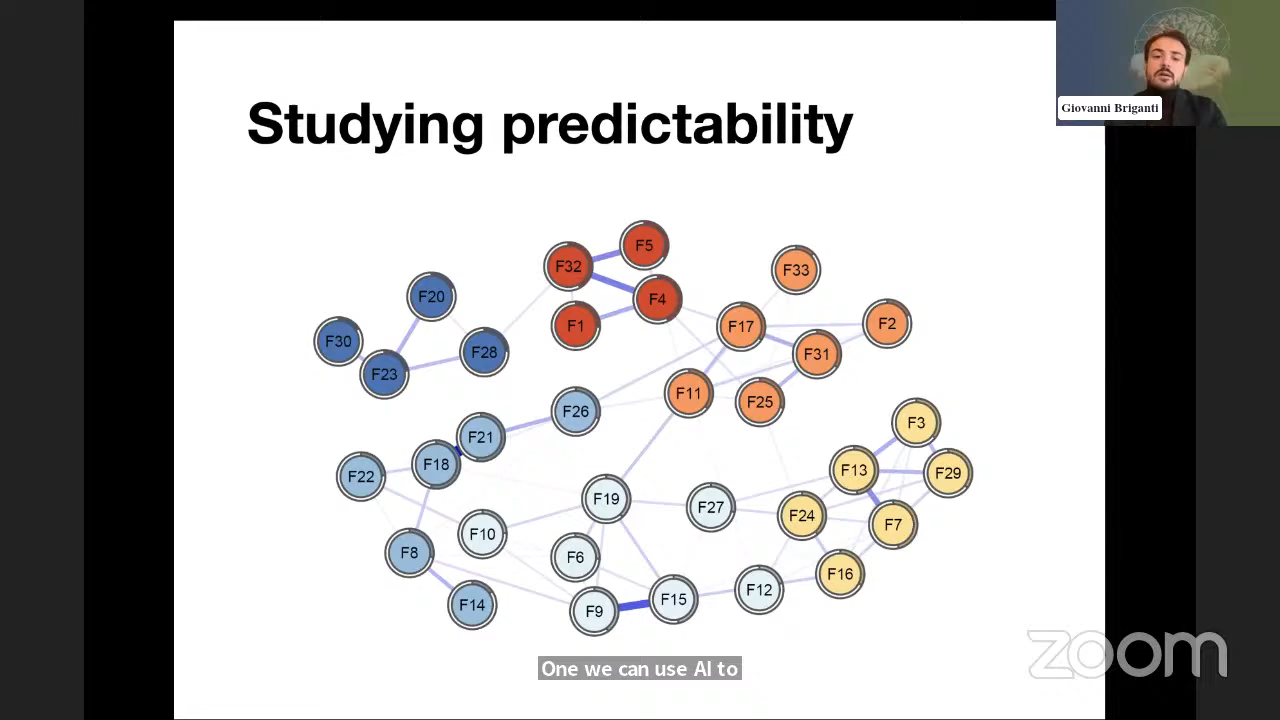 Giovanni Briganti
Studying predictability
F5
F32
F33
F20
F4
F1
F17
F2
F30
F28
F31
F23
F11
F25
F26
F3
F21
F18
F13
F29
F22
F19
F27
F24
F7
F10
F8
F6
F16
F12
F14
F9
F15
zoom
One we can use AI to